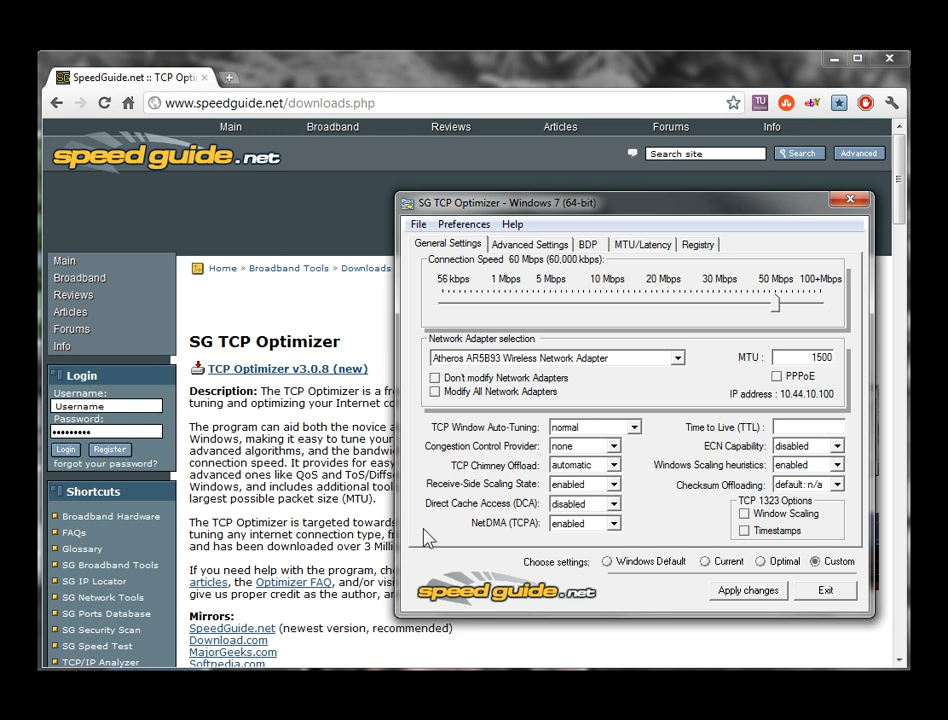 SpeedGuide.net :: TCP Opti
www.speedguide.net/downloads.php
TU
ebY
Main Broadband Reviews Articles Forums Info
speedguide.net
Search site Search Advanced
Main
Broadband
Reviews
Articles
Forums
Info
Login
Username:
Username
Password:
Login Register
forgot your password?
Shortcuts
Broadband Hardware
FAQs
Glossary
SG Broadband Tools
SG IP Locator
SG Network Tools
SG Ports Database
SG Security Scan
SG Speed Test
TCP/IP Analyzer
Home » Broadband Tools » Downloads
SG TCP Optimizer
TCP Optimizer v3.0.8 (new)
Description: The TCP Optimizer is a fr
tuning and optimizing your Internet co
The program can aid both the novice a
Windows, making it easy to tune your
advanced algorithms, and the bandwid
connection speed. It provides for easy
advanced ones like QoS and ToS/Diffse
Windows, and includes additional tools
largest possible packet size (MTU).
The TCP Optimizer is targeted towards
tuning any internet connection type, fr
and has been downloaded over 3 Milli
If you need help with the program, che
articles, the Optimizer FAQ, and/or visi
give us proper credit as the author, an
Mirrors:
SpeedGuide.net (newest version, recommended)
Download.com
MajorGeeks.com
Softpedia.com
SG TCP Optimizer - Windows 7 (64-bit)
File Preferences Help
General Settings Advanced Settings BDP MTU/Latency Registry
Connection Speed 60 Mbps (60,000 kbps):
56 kbps 1 Mbps 5 Mbps 10 Mbps 20 Mbps 30 Mbps 50 Mbps 100+Mbps
Network Adapter selection
Atheros AR5B93 Wireless Network Adapter MTU : 1500
Don't modify Network Adapters PPPoE
Modify All Network Adapters IP address : 10.44.10.100
TCP Window Auto-Tuning: normal Time to Live (TTL) :
Congestion Control Provider: none ECN Capability: disabled
TCP Chimney Offload: automatic Windows Scaling heuristics: enabled
Receive-Side Scaling State: enabled Checksum Offloading: default: n/a
Direct Cache Access (DCA): disabled TCP 1323 Options
Window Scaling
NetDMA (TCPA): enabled Timestamps
Choose settings: Windows Default Current Optimal Custom
speedguide.net Apply changes Exit